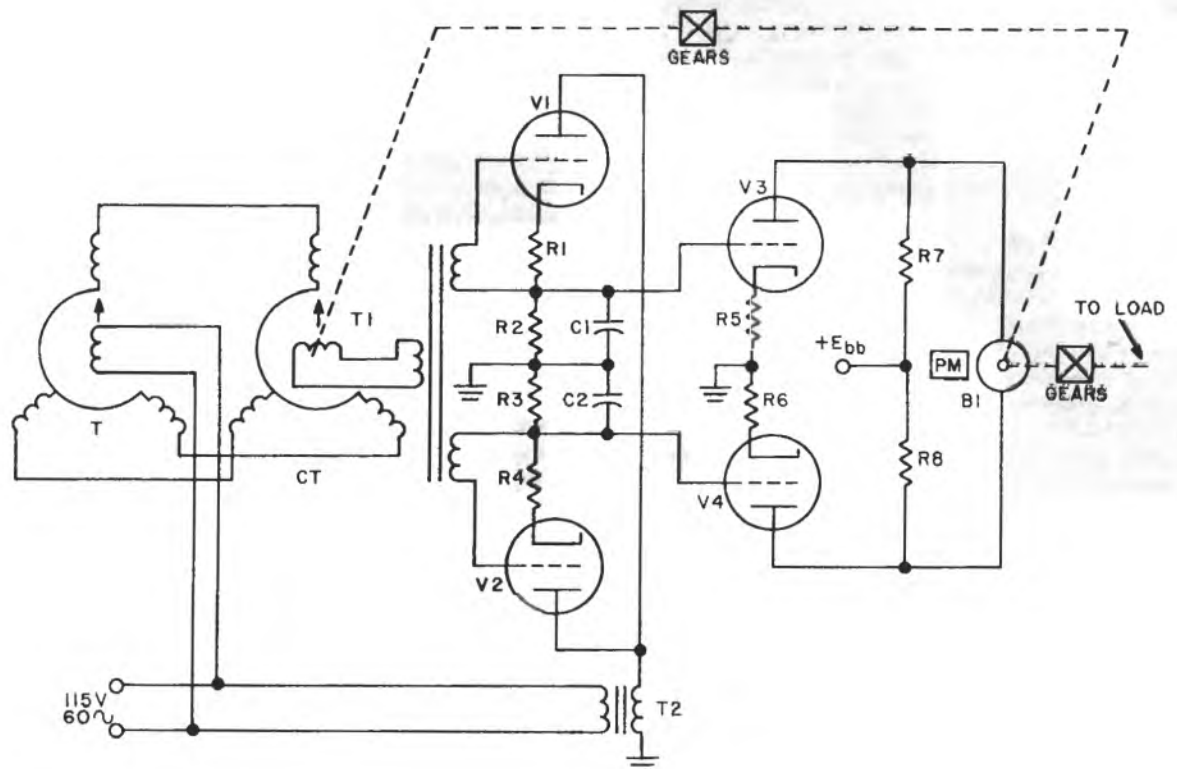 GEARS
V1
V3
R1
R7
T1
TO LOAD
R2
C1
R5
+Ebb
PM
R3
C2
R6
B1
GEARS
T
CT
R4
R8
V4
V2
115V
60∿
T2